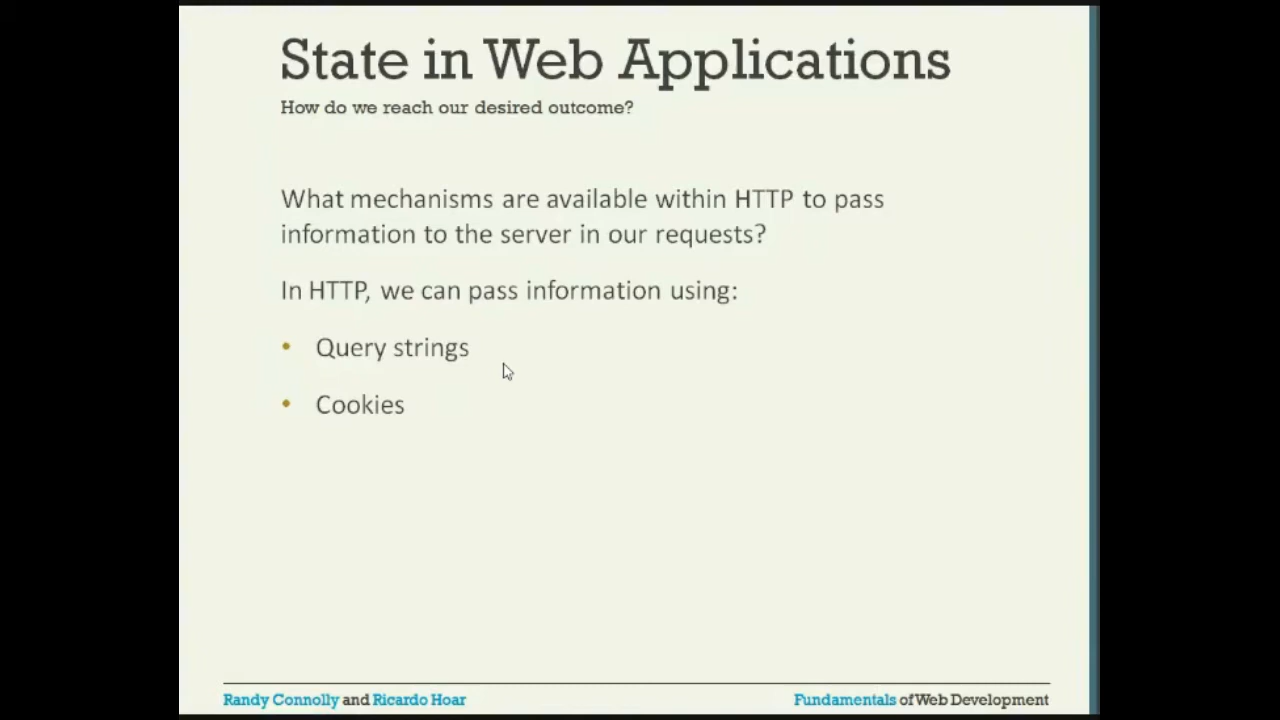 State in Web Applications
How do we reach our desired outcome?
What mechanisms are available within HTTP to pass
information to the server in our requests?
In HTTP, we can pass information using:
• Query strings
• Cookies
Randy Connolly and Ricardo Hoar
Fundamentals of Web Development